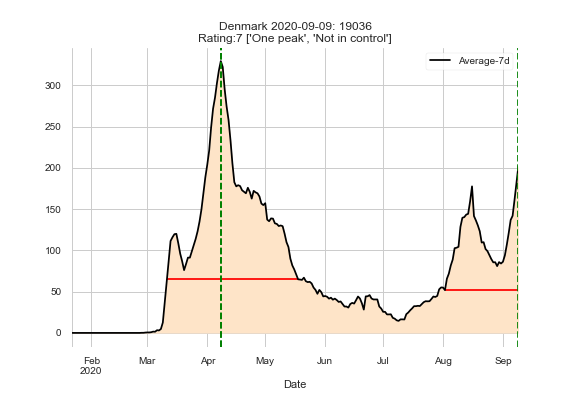 Denmark 2020-09-09: 19036
Rating:7 ['One peak', 'Not in control']
Average-7d
300
250
200
150
100
50
0
Feb
2020
Mar
Apr
May
Jun
Jul
Aug
Sep
Date